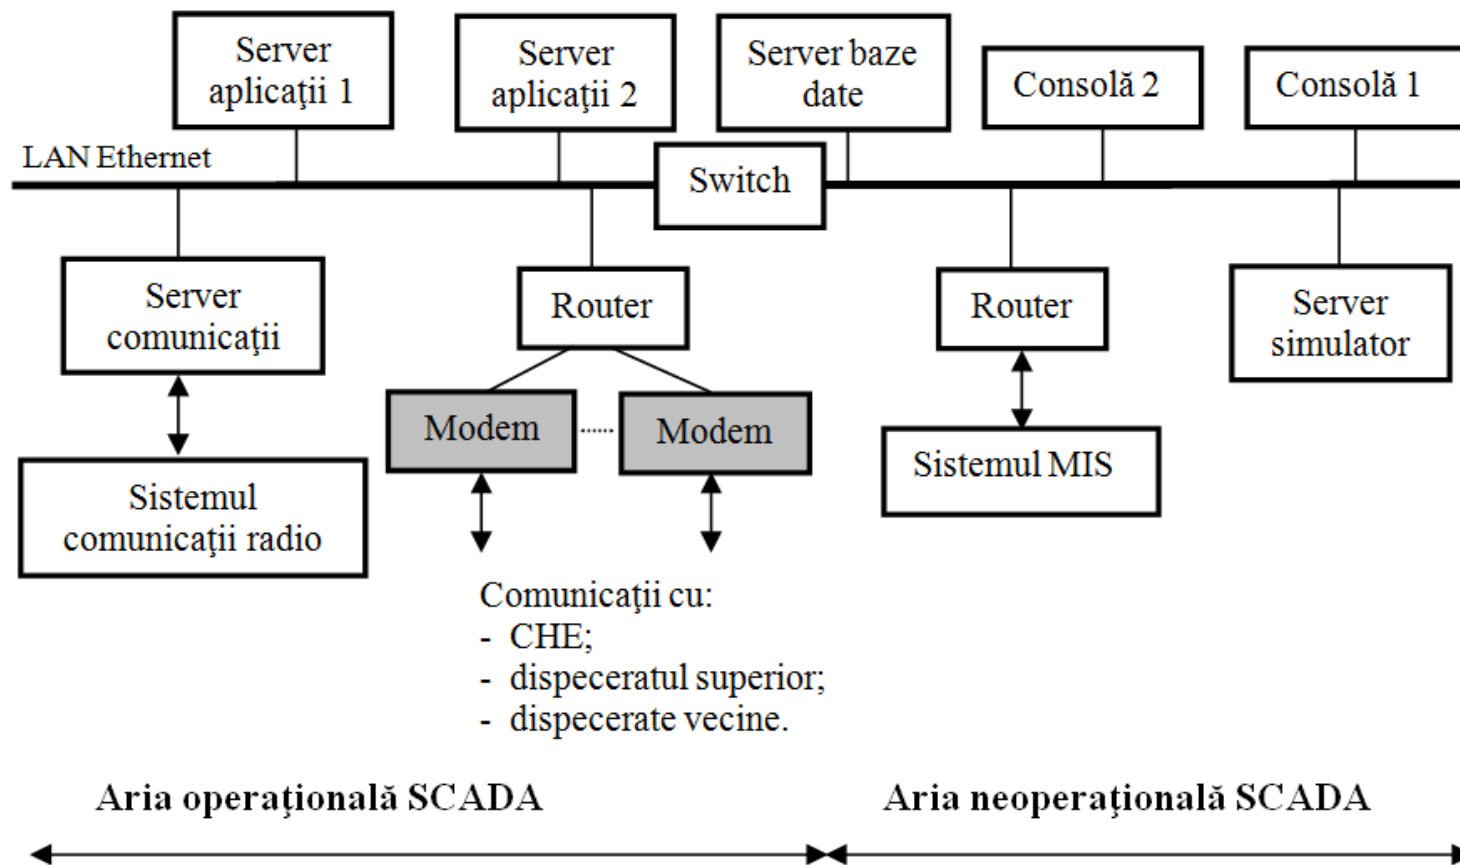 Server
aplicaţii 1
Server
aplicaţii 2
Server baze
date
Consolă 2
Consolă 1
LAN Ethernet
Switch
Server
comunicaţii
Router
Router
Server
simulator
Modem
Modem
Sistemul MIS
Sistemul
comunicaţii radio
Comunicaţii cu:
- CHE;
- dispeceratul superior;
- dispecerate vecine.
Aria operaţională SCADA
Aria neoperaţională SCADA